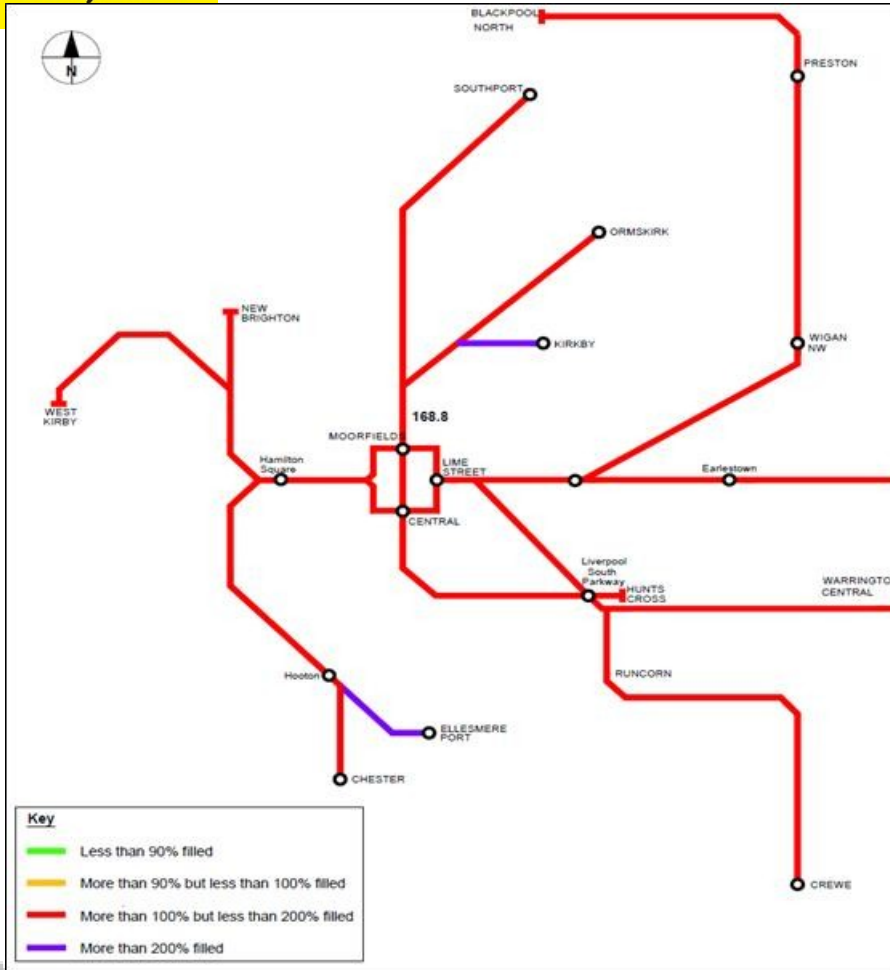 N
BLACKPOOL
NORTH
PRESTON
SOUTHPORT
ORMSKIRK
NEW
BRIGHTON
KIRKBY
WIGAN
NW
WEST
KIRBY
168.8
MOORFIELDS
Hamilton
Square
LIME
STREET
Earlestown
CENTRAL
Liverpool
South
Parkway
HUNTS
CROSS
WARRINGTO
CENTRAL
Hooton
RUNCORN
ELLESMERE
PORT
CHESTER
CREWE
Key
Less than 90% filled
More than 90% but less than 100% filled
More than 100% but less than 200% filled
More than 200% filled